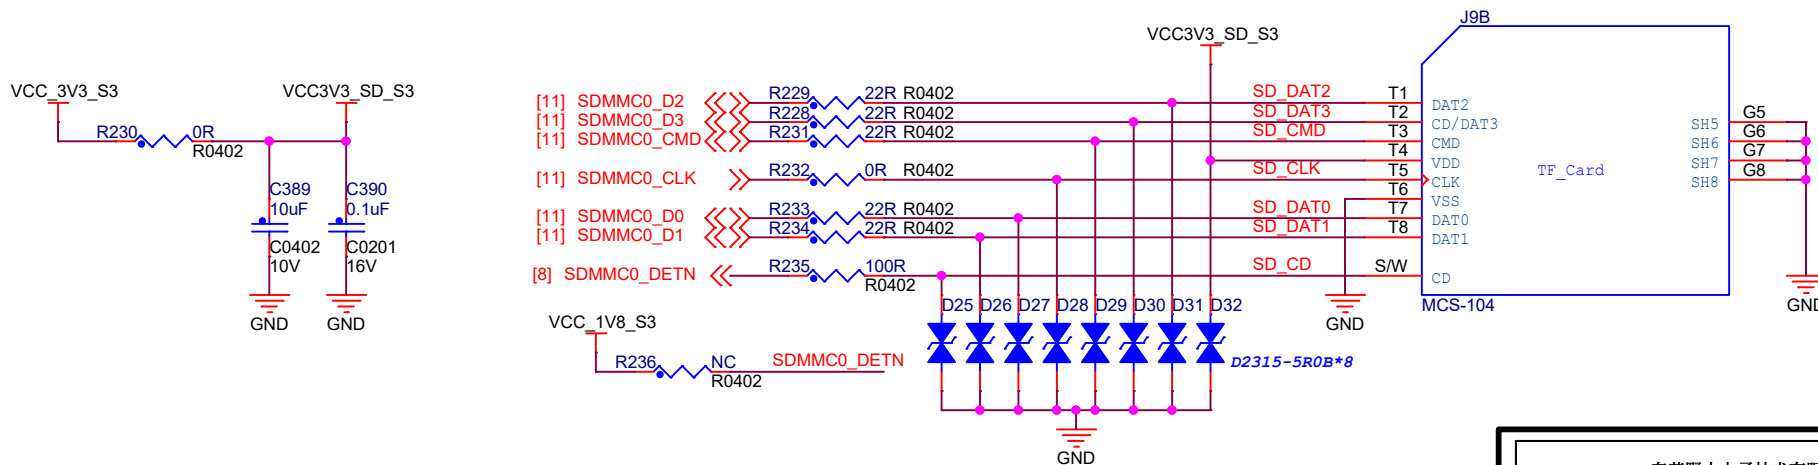 J9B
VCC3V3_SD_S3
VCC_3V3_S3
VCC3V3_SD_S3
R230 0R
R0402
C389
10uF
C0402
10V
GND
C390
0.1uF
C0201
16V
GND
[11] SDMMC0_D2 R229 22R R0402 SD_DAT2 T1 DAT2
[11] SDMMC0_D3 R228 22R R0402 SD_DAT3 T2 CD/DAT3
[11] SDMMC0_CMD R231 22R R0402 SD_CMD T3 CMD
T4 VDD
[11] SDMMC0_CLK R232 0R R0402 SD_CLK T5 CLK
T6 VSS
[11] SDMMC0_D0 R233 22R R0402 SD_DAT0 T7 DAT0
[11] SDMMC0_D1 R234 22R R0402 SD_DAT1 T8 DAT1
[8] SDMMC0_DETN R235 100R R0402 SD_CD S/W CD
TF_Card
SH5 G5
SH6 G6
SH7 G7
SH8 G8
GND
MCS-104
GND
D25 D26 D27 D28 D29 D30 D31 D32
D2315-5R0B*8
GND
VCC_1V8_S3
R236 NC SDMMC0_DETN
R0402